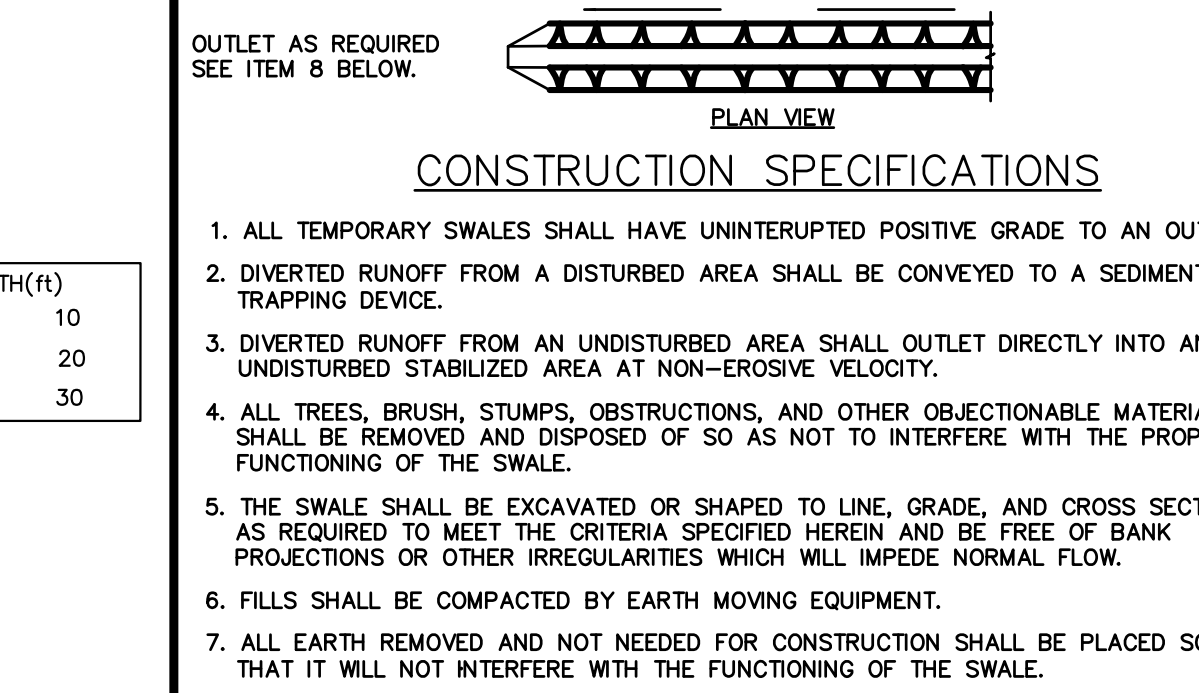 OUTLET AS REQUIRED
SEE ITEM 8 BELOW.
PLAN VIEW
CONSTRUCTION SPECIFICATIONS
1. ALL TEMPORARY SWALES SHALL HAVE UNINTERUPTED POSITIVE GRADE TO AN
2. DIVERTED RUNOFF FROM A DISTURBED AREA SHALL BE CONVEYED TO A SEDIMENT
TRAPPING DEVICE.
3. DIVERTED RUNOFF FROM AN UNDISTURBED AREA SHALL OUTLET DIRECTLY INTO
UNDISTURBED STABILIZED AREA AT NON-EROSIVE VELOCITY.
4. ALL TREES, BRUSH, STUMPS, OBSTRUCTIONS, AND OTHER OBJECTIONABLE
SHALL BE REMOVED AND DISPOSED OF SO AS NOT TO INTERFERE WITH THE
FUNCTIONING OF THE SWALE.
5. THE SWALE SHALL BE EXCAVATED OR SHAPED TO LINE, GRADE, AND CROSS
AS REQUIRED TO MEET THE CRITERIA SPECIFIED HEREIN AND BE FREE OF BANK
PROJECTIONS OR OTHER IRREGULARITIES WHICH WILL IMPEDE NORMAL FLOW.
6. FILLS SHALL BE COMPACTED BY EARTH MOVING EQUIPMENT.
7. ALL EARTH REMOVED AND NOT NEEDED FOR CONSTRUCTION SHALL BE PLACED SO
THAT IT WILL NOT INTERFERE WITH THE FUNCTIONING OF THE SWALE.
TH(ft)
10
20
30